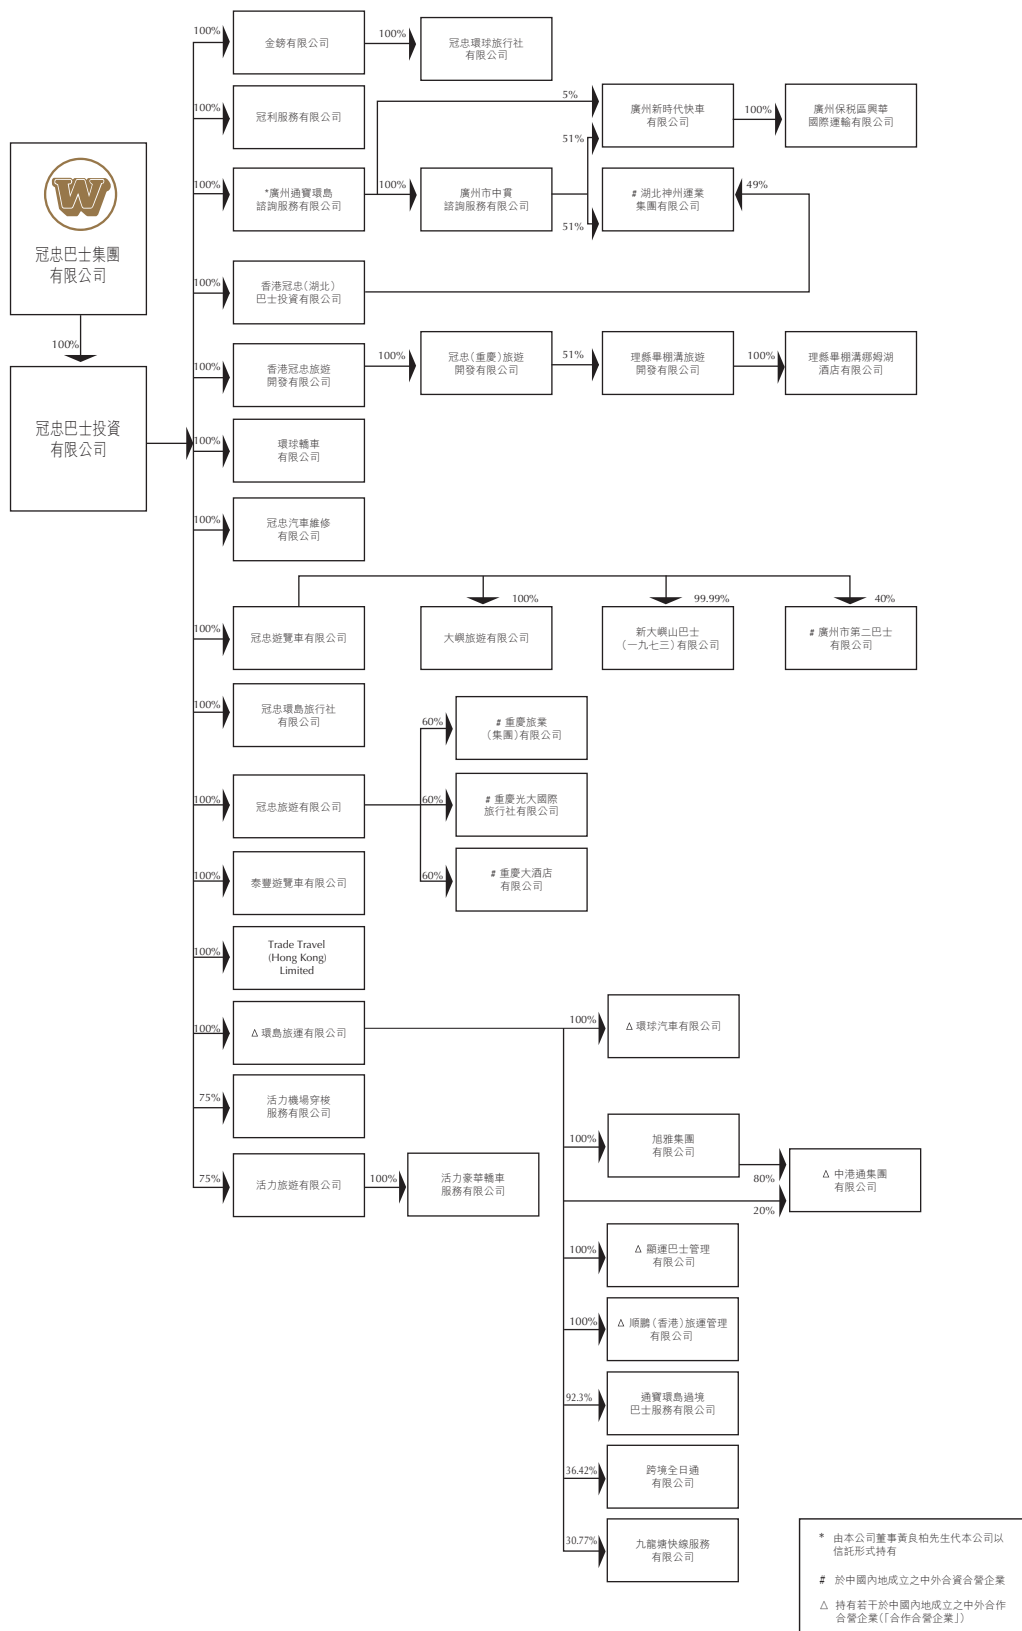 W
冠忠巴士集團
有限公司
100%
冠忠巴士投資
有限公司
100%
金鎊有限公司
100%
冠忠環球旅行社
有限公司
100%
冠利服務有限公司
100%
*廣州通寶環島
諮詢服務有限公司
5%
100%
廣州市中貫
諮詢服務有限公司
51%
廣州新時代快車
有限公司
100%
廣州保稅區興華
國際運輸有限公司
51%
# 湖北神州運業
集團有限公司
49%
100%
香港冠忠(湖北)
巴士投資有限公司
100%
香港冠忠旅遊
開發有限公司
100%
冠忠(重慶)旅遊
開發有限公司
51%
理縣畢棚溝旅遊
開發有限公司
100%
理縣畢棚溝娜姆湖
酒店有限公司
100%
環球轎車
有限公司
100%
冠忠汽車維修
有限公司
100%
冠忠遊覽車有限公司
100%
大嶼旅遊有限公司
99.99%
新大嶼山巴士
(一九七三)有限公司
40%
# 廣州市第二巴士
有限公司
100%
冠忠環島旅行社
有限公司
100%
冠忠旅遊有限公司
60%
# 重慶旅業
(集團)有限公司
60%
# 重慶光大國際
旅行社有限公司
60%
# 重慶大酒店
有限公司
100%
泰豐遊覽車有限公司
100%
Trade Travel
(Hong Kong)
Limited
100%
Δ 環島旅運有限公司
100%
Δ 環球汽車有限公司
100%
旭雅集團
有限公司
80%
20%
Δ 中港通集團
有限公司
100%
Δ 顯運巴士管理
有限公司
100%
Δ 順鵬(香港)旅運管理
有限公司
92.3%
通寶環島過境
巴士服務有限公司
36.42%
跨境全日通
有限公司
30.77%
九龍塘快線服務
有限公司
75%
活力機場穿梭
服務有限公司
75%
活力旅遊有限公司
100%
活力豪華轎車
服務有限公司
* 由本公司董事黃良柏先生代本公司以
信託形式持有
# 於中國內地成立之中外合資合營企業
△ 持有若干於中國內地成立之中外合作
合營企業(「合作合營企業」)